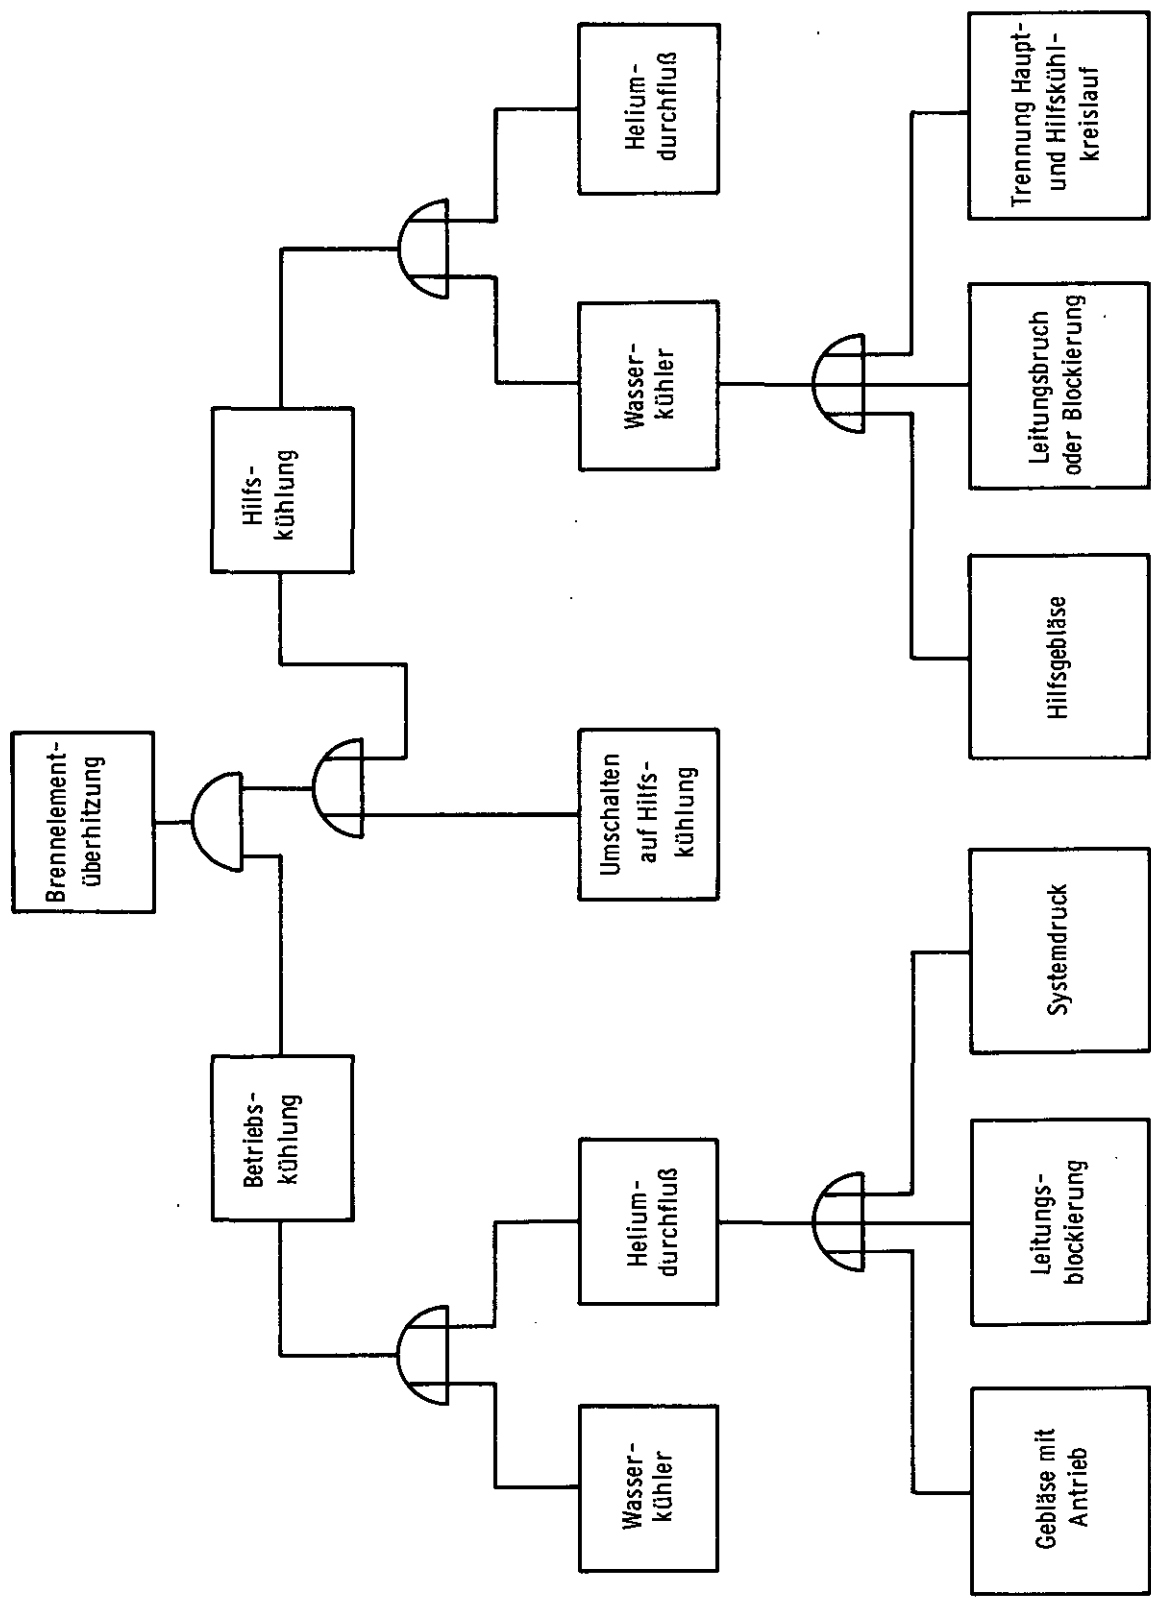 Brennelement-
überhitzung
Betriebs-
kühlung
Hilfs-
kühlung
Wasser-
kühler
Helium-
durchfluß
Umschalten
auf Hilfs-
kühlung
Wasser-
kühler
Helium-
durchfluß
Gebläse mit
Antrieb
Leitungs-
blockierung
Systemdruck
Hilfsgebläse
Leitungsbruch
oder Blockierung
Trennung Haupt-
und Hilfskühl-
kreislauf